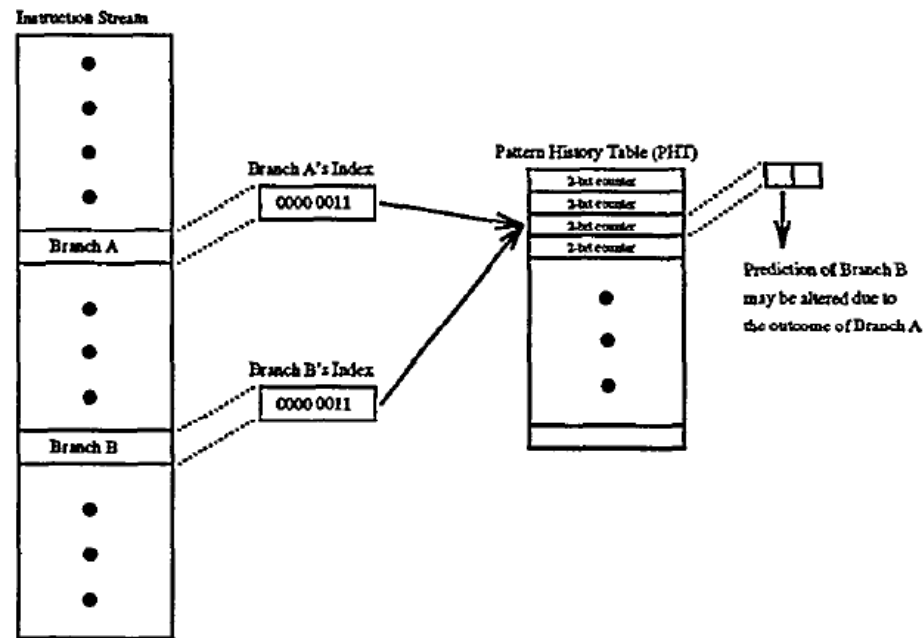 Instruction Stream
Branch A's Index
0000 0011
Branch A
Branch B's Index
0000 0011
Branch B
Pattern History Table (PHT)
2-bit counter
2-bit counter
2-bit counter
2-bit counter
Prediction of Branch B
may be altered due to
the outcome of Branch A